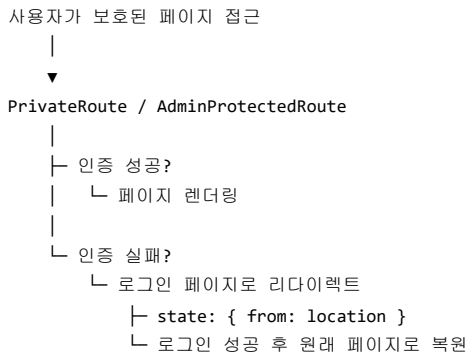 사용자가 보호된 페이지 접근
│
▼
PrivateRoute / AdminProtectedRoute
│
├─ 인증 성공?
│   └─ 페이지 렌더링
│
└─ 인증 실패?
└─ 로그인 페이지로 리다이렉트
├─ state: { from: location }
└─ 로그인 성공 후 원래 페이지로 복원